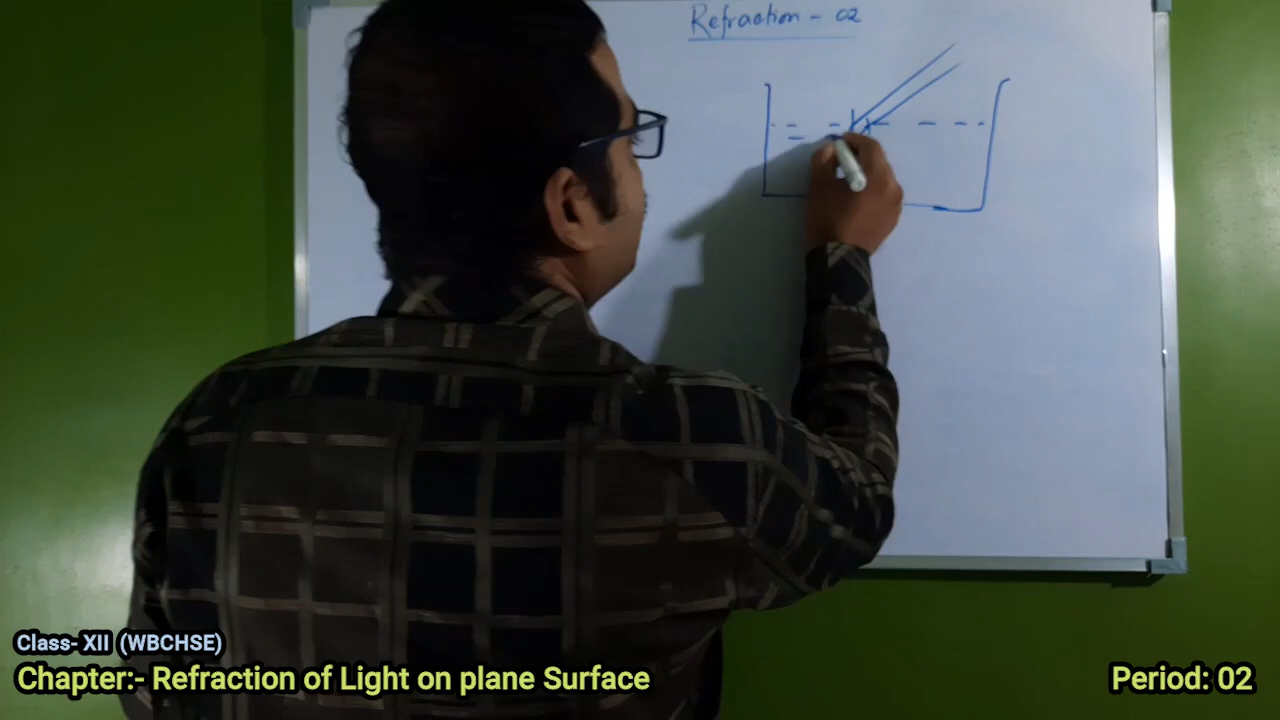 Refraction - 02
Class- XII (WBCHSE)
Chapter:- Refraction of Light on plane Surface
Period: 02